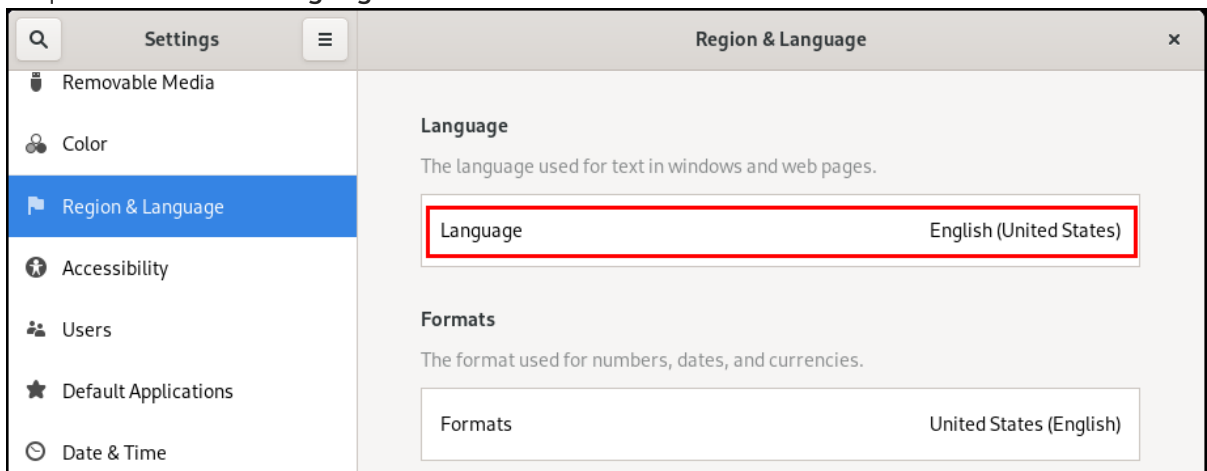 Settings
Region & Language
Removable Media
Color
Region & Language
Accessibility
Users
Default Applications
Date & Time
Language
The language used for text in windows and web pages.
Language English (United States)
Formats
The format used for numbers, dates, and currencies.
Formats United States (English)